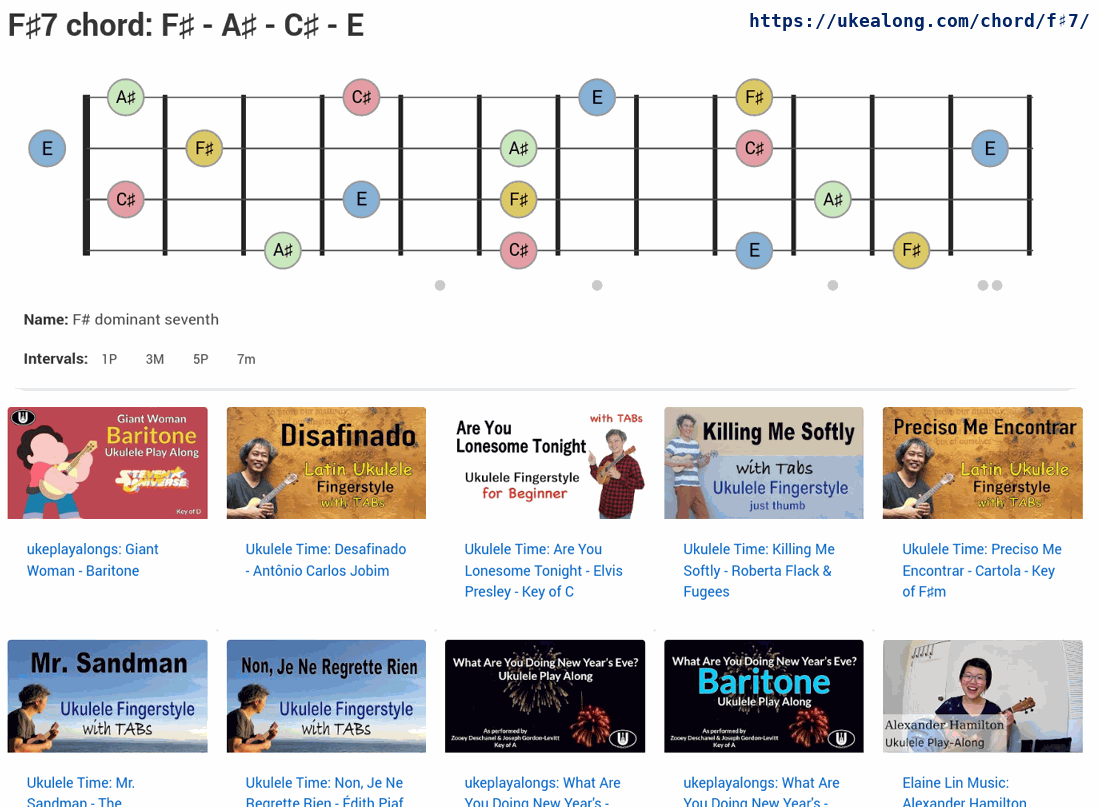 F♯7 chord: F♯ - A♯ - C♯ - E
https://ukealong.com/chord/f♯7/
A♯ C♯ E F♯
E F♯ A♯ C♯ E
C♯ E F♯ A♯
A♯ C♯ E F♯
Name: F# dominant seventh
Intervals: 1P 3M 5P 7m
Giant Woman
Baritone
Ukulele Play Along
STEVEN UNIVERSE
Key of D
Disafinado
Latin Ukulele
Fingerstyle
with TABs
with TABs
Are You
Lonesome Tonight
Ukulele Fingerstyle
for Beginner
Killing Me Softly
with Tabs
Ukulele Fingerstyle
just thumb
Preciso Me Encontrar
Latin Ukulele
Fingerstyle
with TABs
ukeplayalongs: Giant
Woman - Baritone
Ukulele Time: Desafinado
- Antônio Carlos Jobim
Ukulele Time: Are You
Lonesome Tonight - Elvis
Presley - Key of C
Ukulele Time: Killing Me
Softly - Roberta Flack &
Fugees
Ukulele Time: Preciso Me
Encontrar - Cartola - Key
of F♯m
Mr. Sandman
Ukulele Fingerstyle
with TABs
Non, Je Ne Regrette Rien
Ukulele Fingerstyle
with TABs
What Are You Doing New Year's Eve?
Ukulele Play Along
As performed by
Zooey Deschanel & Joseph Gordon-Levitt
Key of A
What Are You Doing New Year's Eve?
Baritone
Ukulele Play Along
As performed by
Zooey Deschanel & Joseph Gordon-Levitt
Key of A
Alexander Hamilton
Ukulele Play-Along
Ukulele Time: Mr.
Sandman - The
Ukulele Time: Non, Je Ne
Regrette Rien - Édith Piaf
ukeplayalongs: What Are
You Doing New Year's -
ukeplayalongs: What Are
You Doing New Year's -
Elaine Lin Music:
Alexander Hamilton